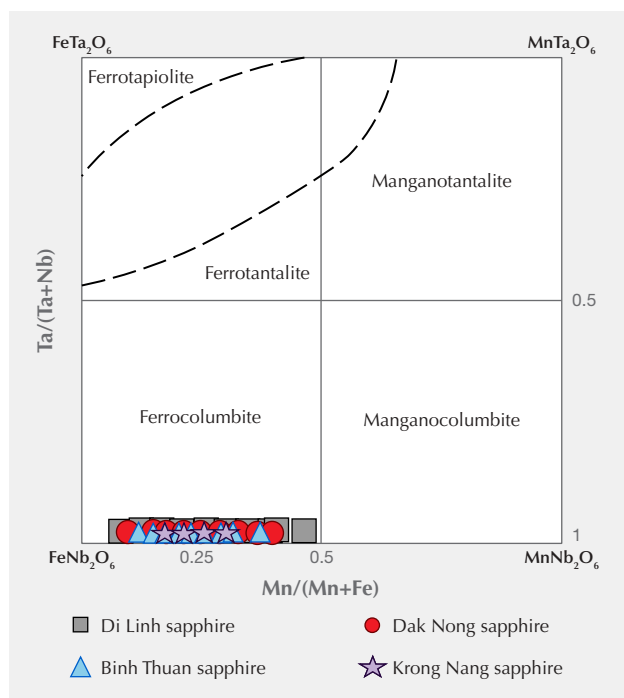 FeTa₂O₆
MnTa₂O₆
Ferrotapiolite
Manganotantalite
Ferrotantalite
Ta/(Ta+Nb)
0.5
Ferrocolumbite
Manganocolumbite
1
FeNb₂O₆
0.25
0.5
MnNb₂O₆
Mn/(Mn+Fe)
Di Linh sapphire
Dak Nong sapphire
Binh Thuan sapphire
Krong Nang sapphire